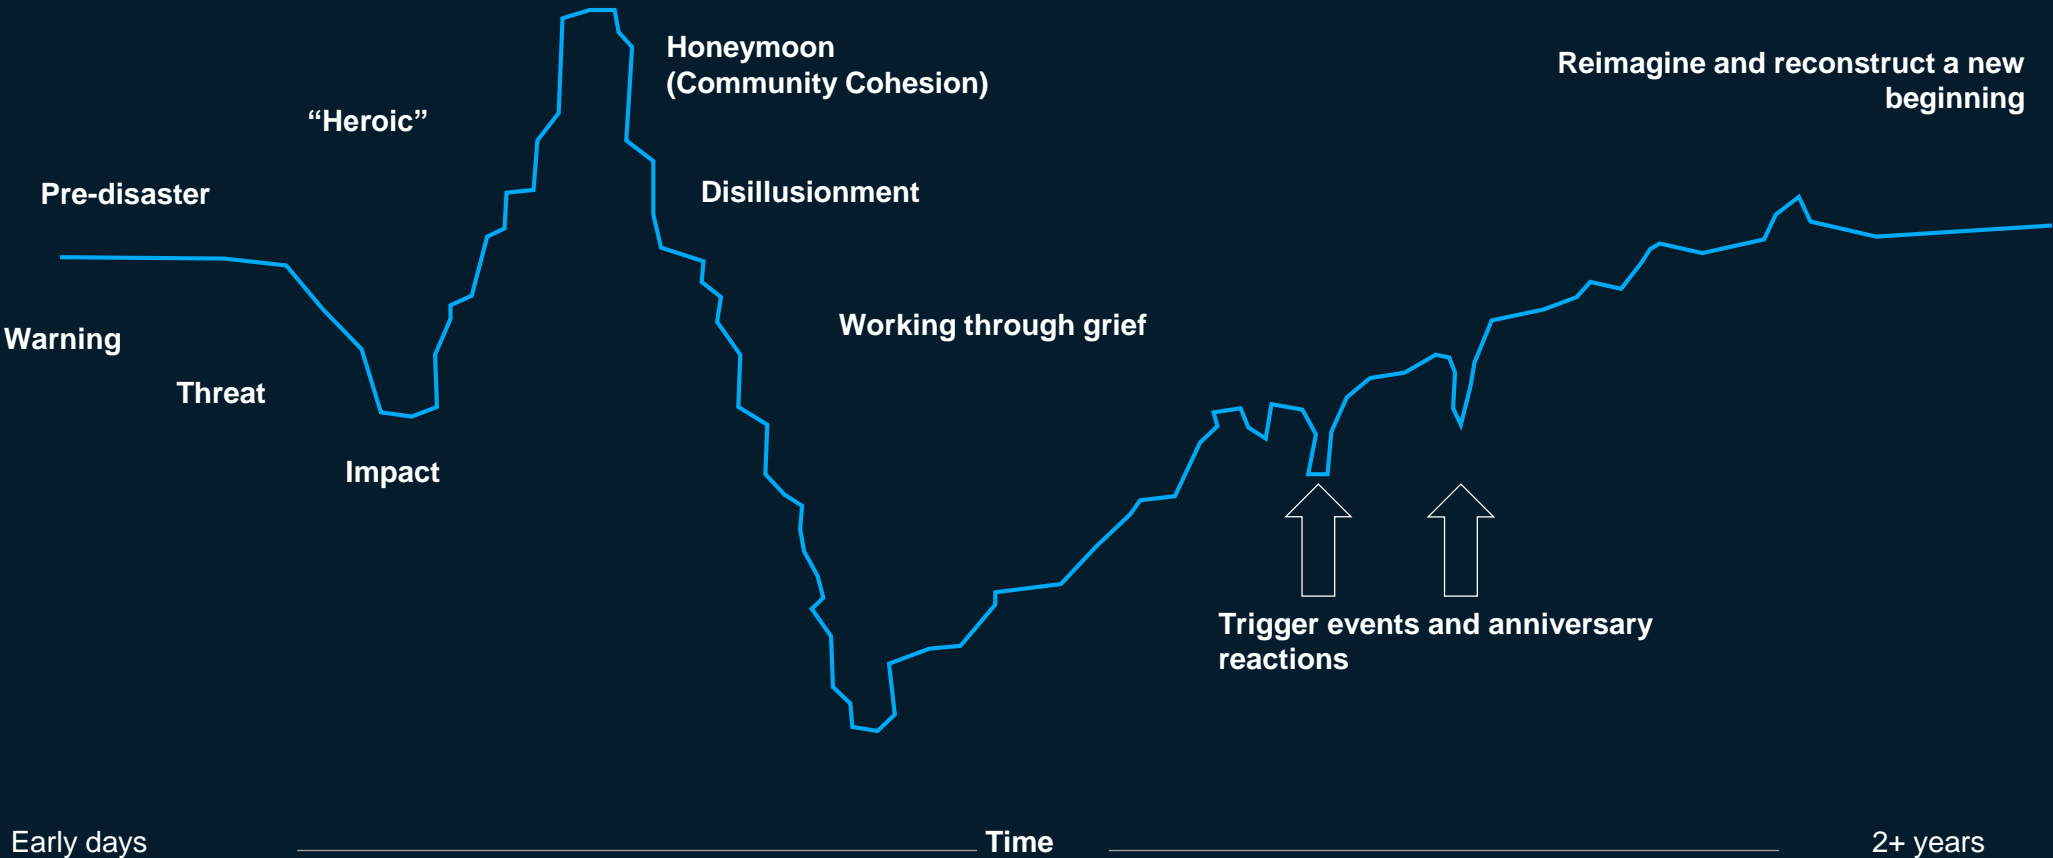 Honeymoon
(Community Cohesion)
Reimagine and reconstruct a new
beginning
“Heroic”
Pre-disaster
Disillusionment
Warning
Working through grief
Threat
Impact
Trigger events and anniversary
reactions
Early days
Time
2+ years